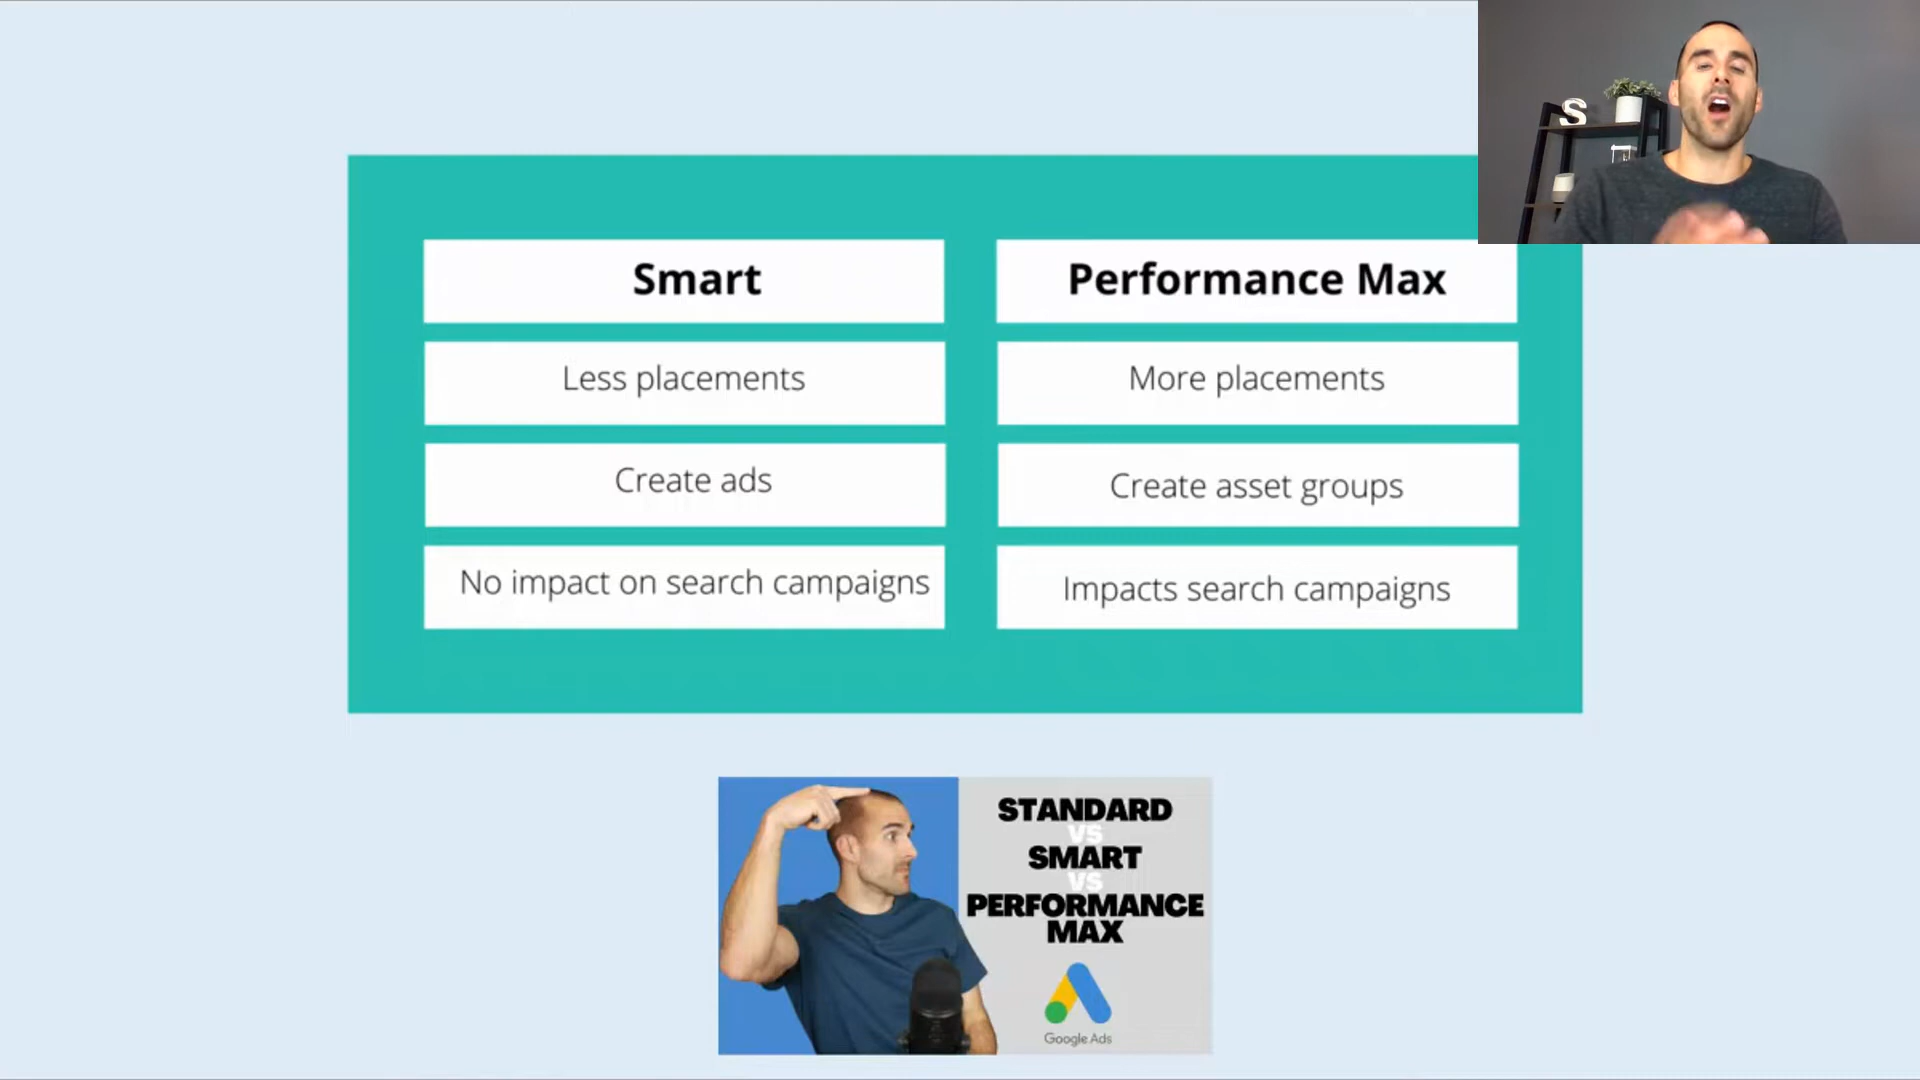 S
Smart
Performance Max
Less placements
More placements
Create ads
Create asset groups
No impact on search campaigns
Impacts search campaigns
STANDARD
VS
SMART
VS
PERFORMANCE
MAX
Google Ads